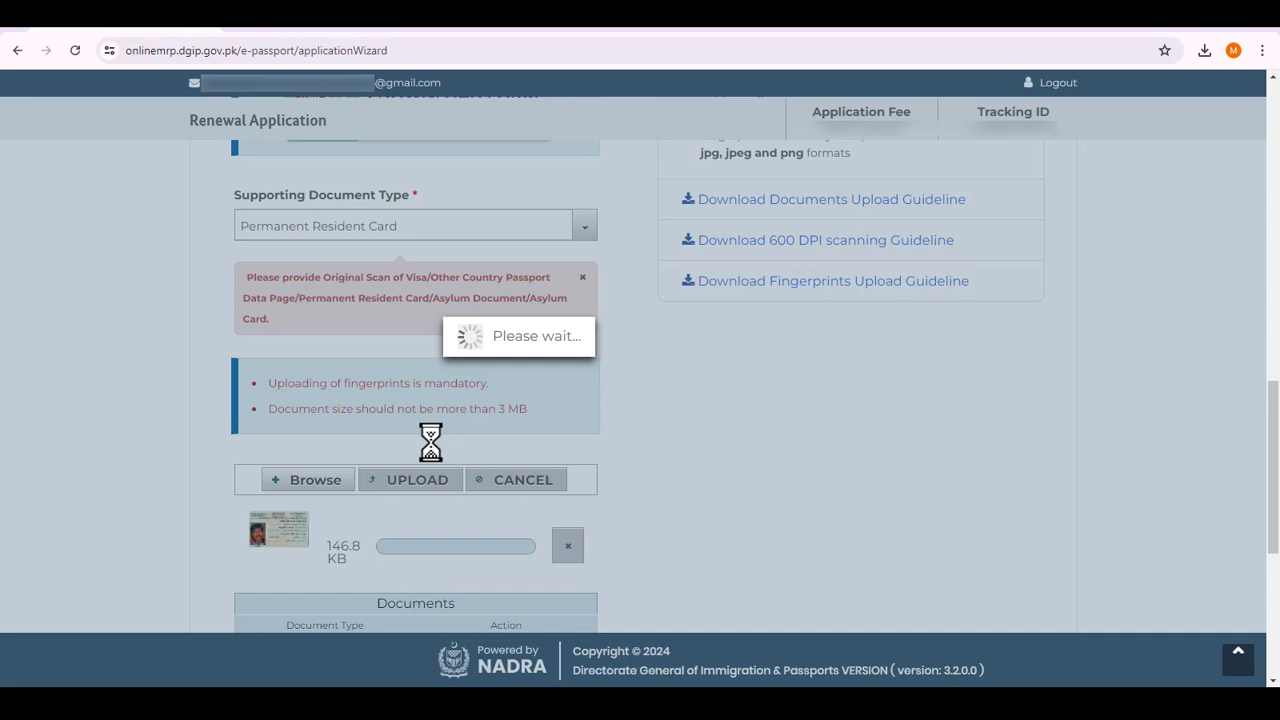 onlinemrp.dgip.gov.pk/e-passport/applicationWizard
M
@gmail.com
Logout
Renewal Application
Application Fee
Tracking ID
jpg, jpeg and png formats
Supporting Document Type *
Permanent Resident Card
Download Documents Upload Guideline
Download 600 DPI scanning Guideline
Download Fingerprints Upload Guideline
Please provide Original Scan of Visa/Other Country Passport
Data Page/Permanent Resident Card/Asylum Document/Asylum
Card.
Please wait...
Uploading of fingerprints is mandatory.
Document size should not be more than 3 MB
Browse
UPLOAD
CANCEL
146.8
KB
Documents
Document Type
Action
Powered by
NADRA
Copyright © 2024
Directorate General of Immigration & Passports VERSION ( version: 3.2.0.0 )